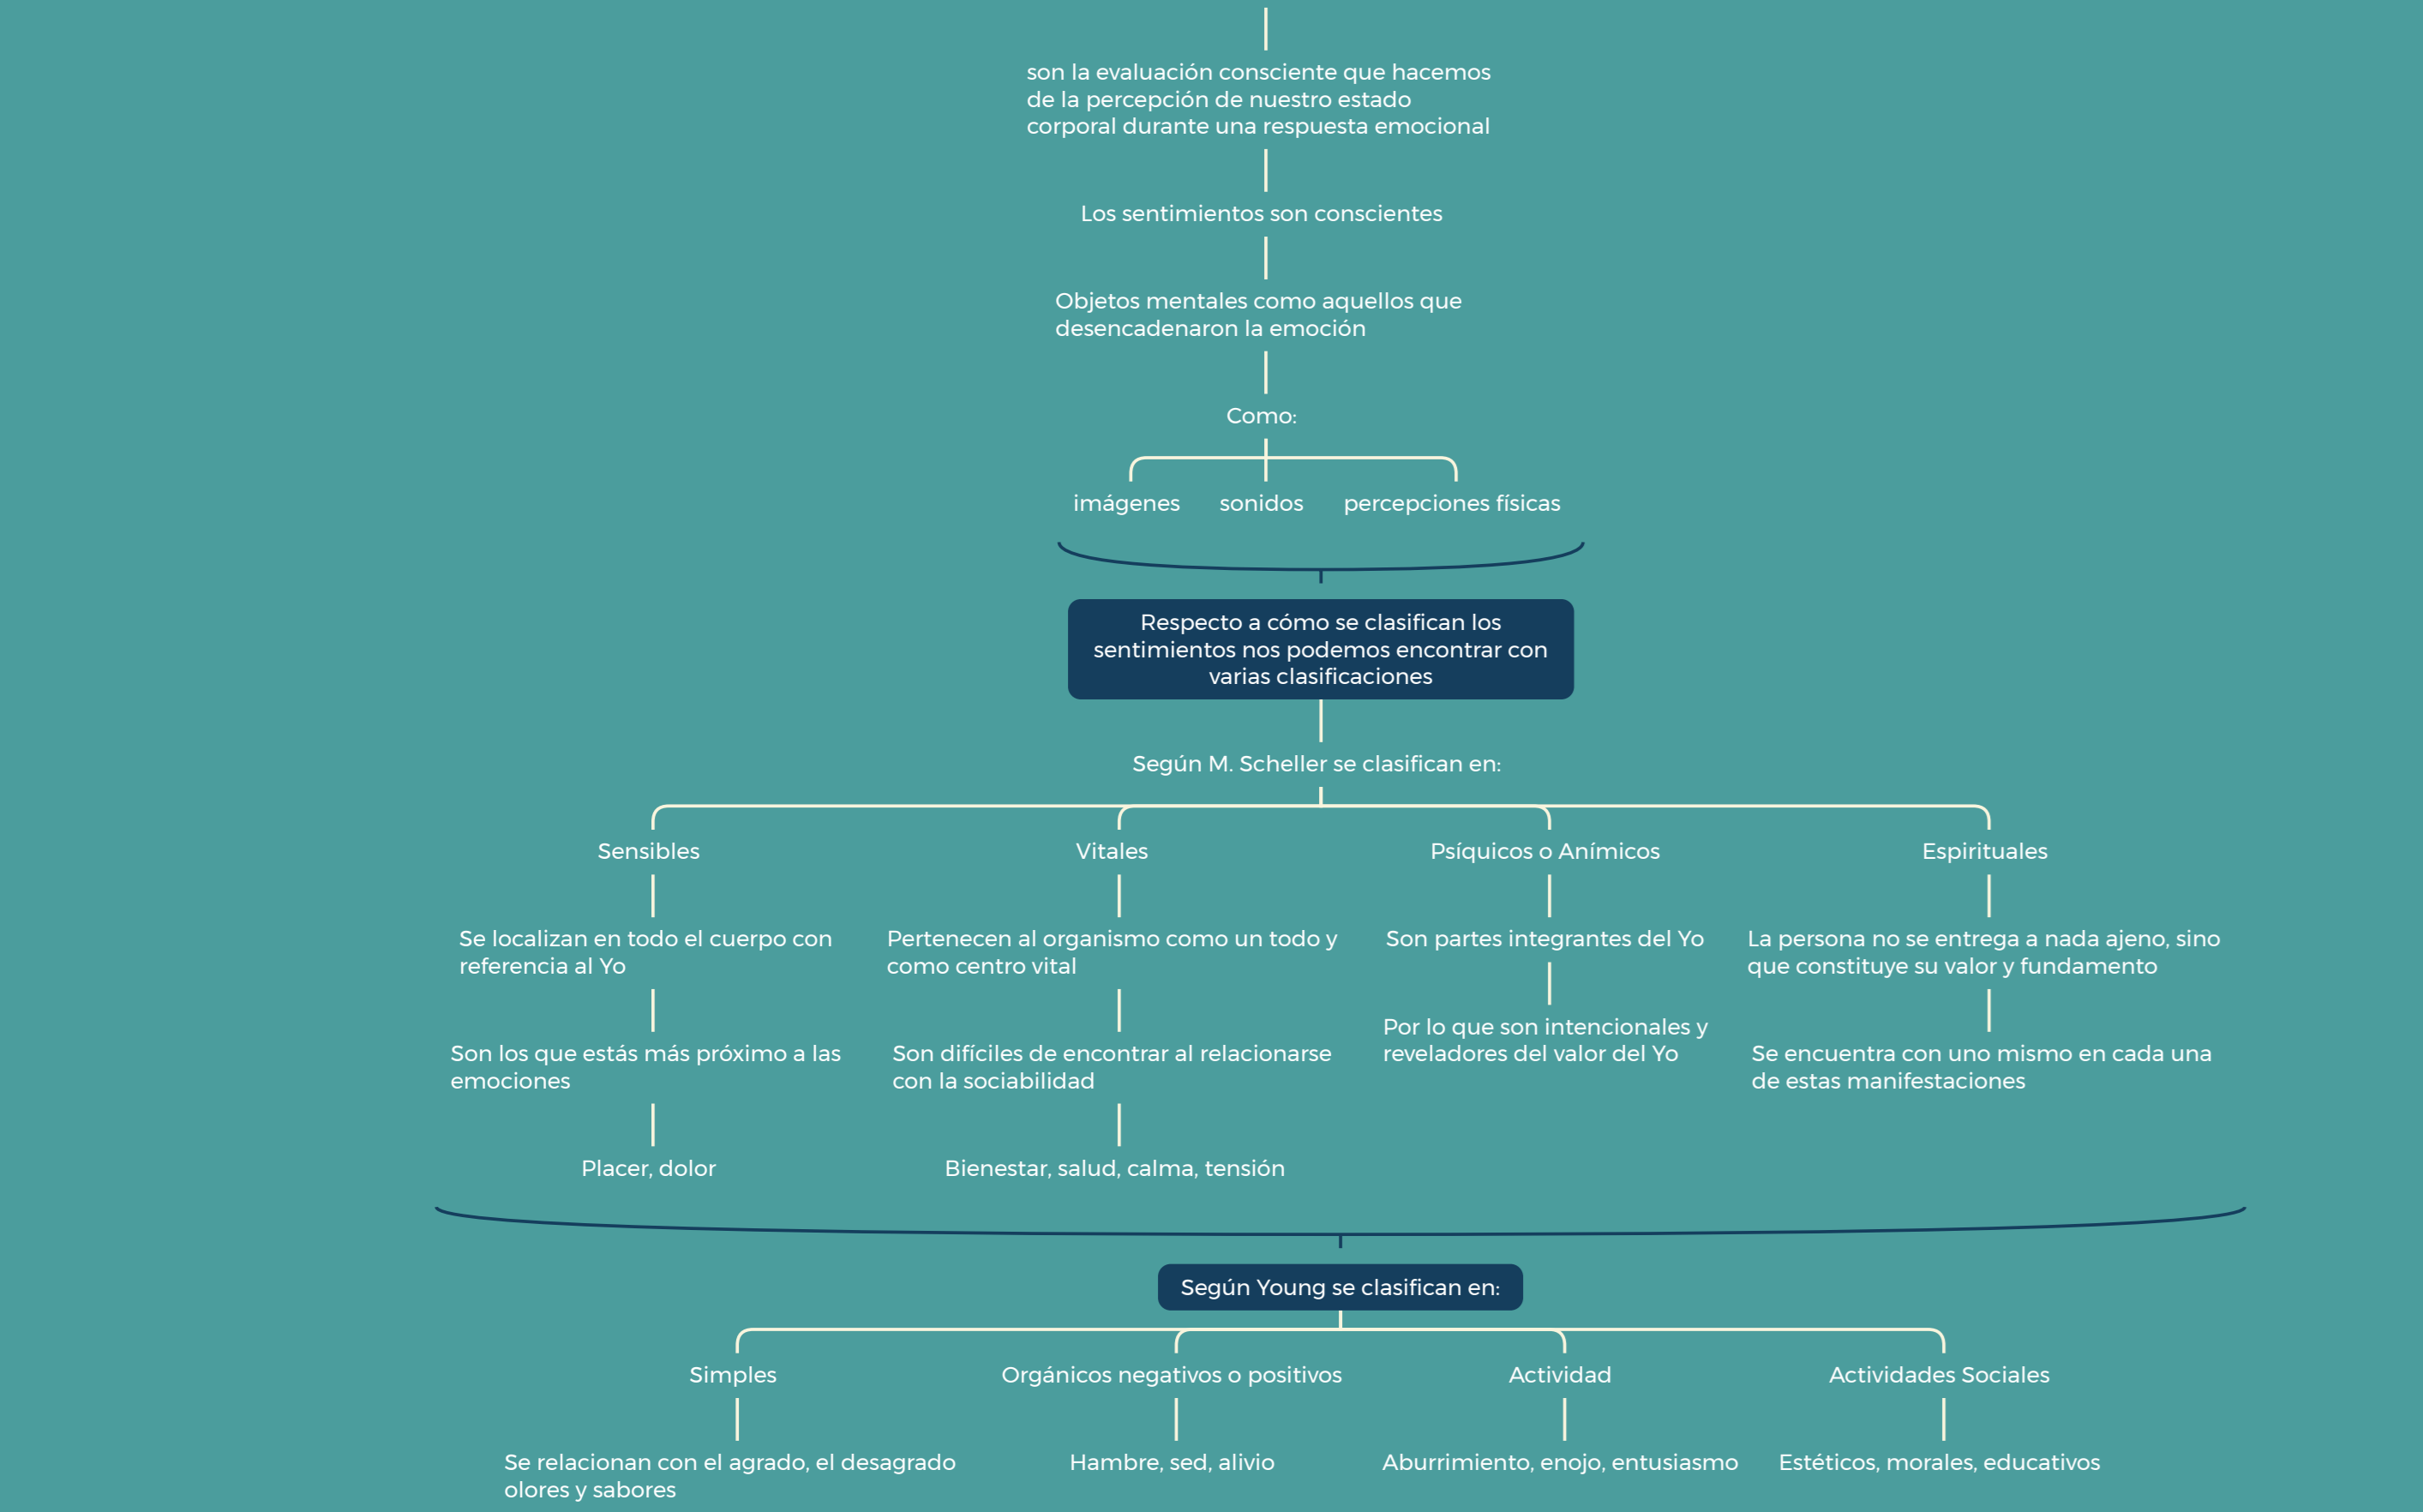 son la evaluación consciente que hacemos
de la percepción de nuestro estado
corporal durante una respuesta emocional
Los sentimientos son conscientes
Objetos mentales como aquellos que
desencadenaron la emoción
Como:
imágenes
sonidos
percepciones físicas
Respecto a cómo se clasifican los
sentimientos nos podemos encontrar con
varias clasificaciones
Según M. Scheller se clasifican en:
Sensibles
Se localizan en todo el cuerpo con
referencia al Yo
Son los que estás más próximo a las
emociones
Placer, dolor
Vitales
Pertenecen al organismo como un todo y
como centro vital
Son difíciles de encontrar al relacionarse
con la sociabilidad
Bienestar, salud, calma, tensión
Psíquicos o Anímicos
Son partes integrantes del Yo
Por lo que son intencionales y
reveladores del valor del Yo
Espirituales
La persona no se entrega a nada ajeno, sino
que constituye su valor y fundamento
Se encuentra con uno mismo en cada una
de estas manifestaciones
Según Young se clasifican en:
Simples
Se relacionan con el agrado, el desagrado
olores y sabores
Orgánicos negativos o positivos
Hambre, sed, alivio
Actividad
Aburrimiento, enojo, entusiasmo
Actividades Sociales
Estéticos, morales, educativos